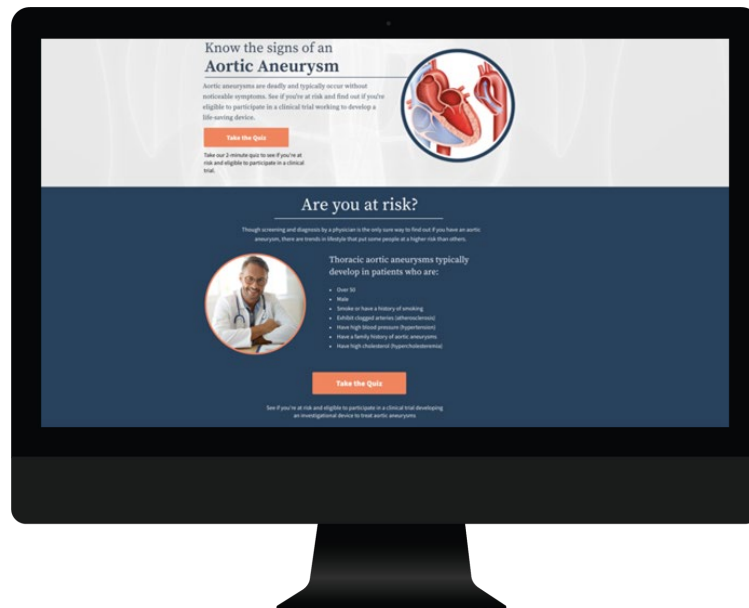 Know the signs of an
Aortic Aneurysm
Aortic aneurysms are deadly and typically occur without
noticeable symptoms. See if you're at risk and find out if you're
eligible to participate in a clinical trial working to develop a
life-saving device.
Take the Quiz
Take our 2-minute quiz to see if you're at
risk and eligible to participate in a clinical
trial.
Are you at risk?
Though screening and diagnosis by a physician is the only sure way to find out if you have an aortic
aneurysm, there are trends in lifestyle that put some people at a higher risk than others.
Thoracic aortic aneurysms typically
develop in patients who are:
• Over 50
• Male
• Smoke or have a history of smoking
• Exhibit clogged arteries (atherosclerosis)
• Have high blood pressure (hypertension)
• Have a family history of aortic aneurysms
• Have high cholesterol (hypercholesteremia)
Take the Quiz
See if you're at risk and eligible to participate in a clinical trial developing
an investigational device to treat aortic aneurysms